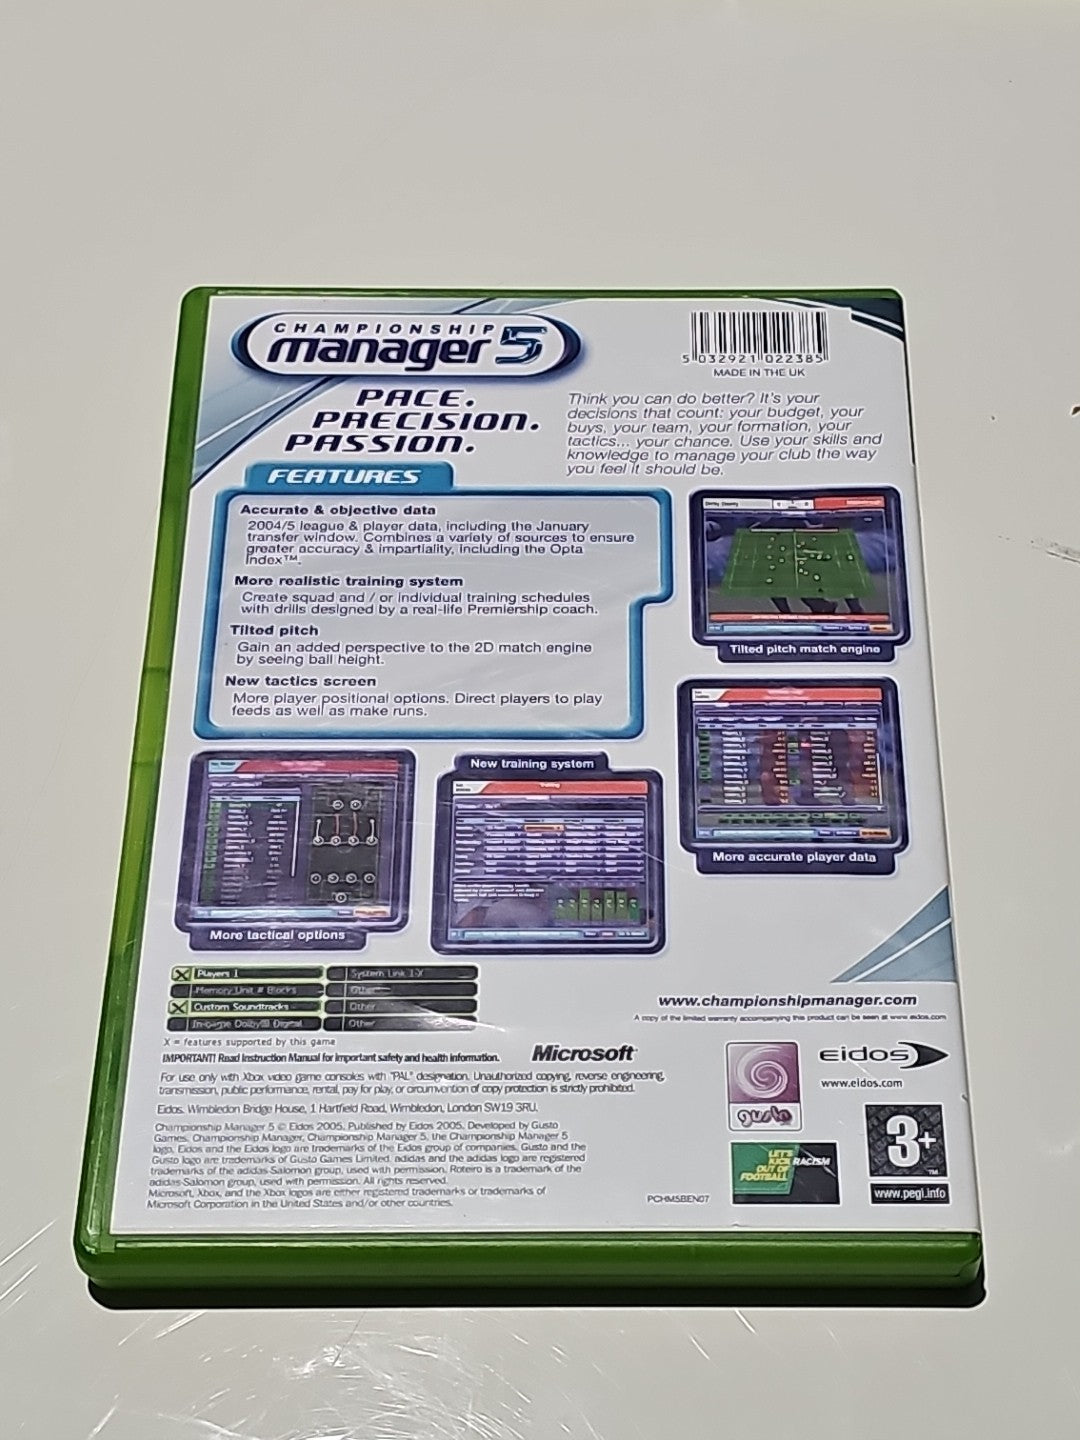 CHAMPIONSHIP
manager 5
5 032921 022385
MADE IN THE UK
PACE.
PRECISION.
PASSION.
Think you can do better? It's your
decisions that count: your budget, your
buys, your team, your formation, your
tactics... your chance. Use your skills and
knowledge to manage your club the way
you feel it should be.
FEATURES
Accurate & objective data
2004/5 league & player data, including the January
transfer window. Combines a variety of sources to ensure
greater accuracy & impartiality, including the Opta
Index™.
More realistic training system
Create squad and / or individual training schedules
with drills designed by a real-life Premiership coach.
Tilted pitch
Gain an added perspective to the 2D match engine
by seeing ball height.
New tactics screen
More player positional options. Direct players to play
feeds as well as make runs.
Derby County
Tilted pitch match engine
More accurate player data
New training system
Training
More tactical options
Players 1
Memory Unit # Blocks
Custom Soundtracks
In-game Dolby® Digital
System Link 1-X
Other
Other
Other
X = features supported by this game
IMPORTANT! Read Instruction Manual for important safety and health information.
Microsoft®
For use only with Xbox video game consoles with "PAL" designation. Unauthorized copying, reverse engineering,
transmission, public performance, rental, pay for play, or circumvention of copy protection is strictly prohibited.
Eidos. Wimbledon Bridge House, 1 Hartfield Road, Wimbledon, London SW19 3RU.
Championship Manager 5 © Eidos 2005. Published by Eidos 2005. Developed by Gusto
Games. Championship Manager, Championship Manager 5, the Championship Manager 5
logo, Eidos and the Eidos logo are trademarks of the Eidos group of companies. Gusto and the
Gusto logo are trademarks of Gusto Games Limited. adidas and the adidas logo are registered
trademarks of the adidas-Salomon group, used with permission. Roteiro is a trademark of the
adidas-Salomon group, used with permission. All rights reserved.
Microsoft, Xbox, and the Xbox logos are either registered trademarks or trademarks of
Microsoft Corporation in the United States and/or other countries.
PCHM5BEN07
www.championshipmanager.com
A copy of the limited warranty accompanying this product can be seen at www.eidos.com
gusto
eidos
www.eidos.com
LET'S
KICK RACISM
OUT OF
FOOTBALL
3+
™
www.pegi.info